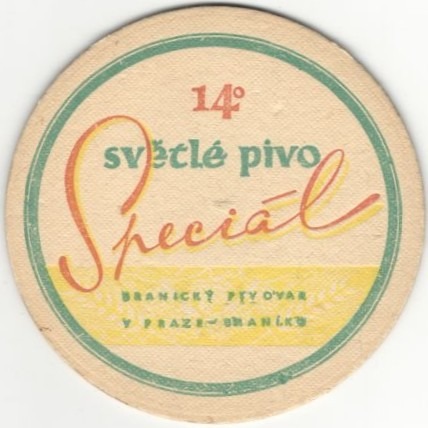 14°
světlé pivo
Speciál
BRANICKÝ PIVOVAR
V PRAZE-BRANÍKU